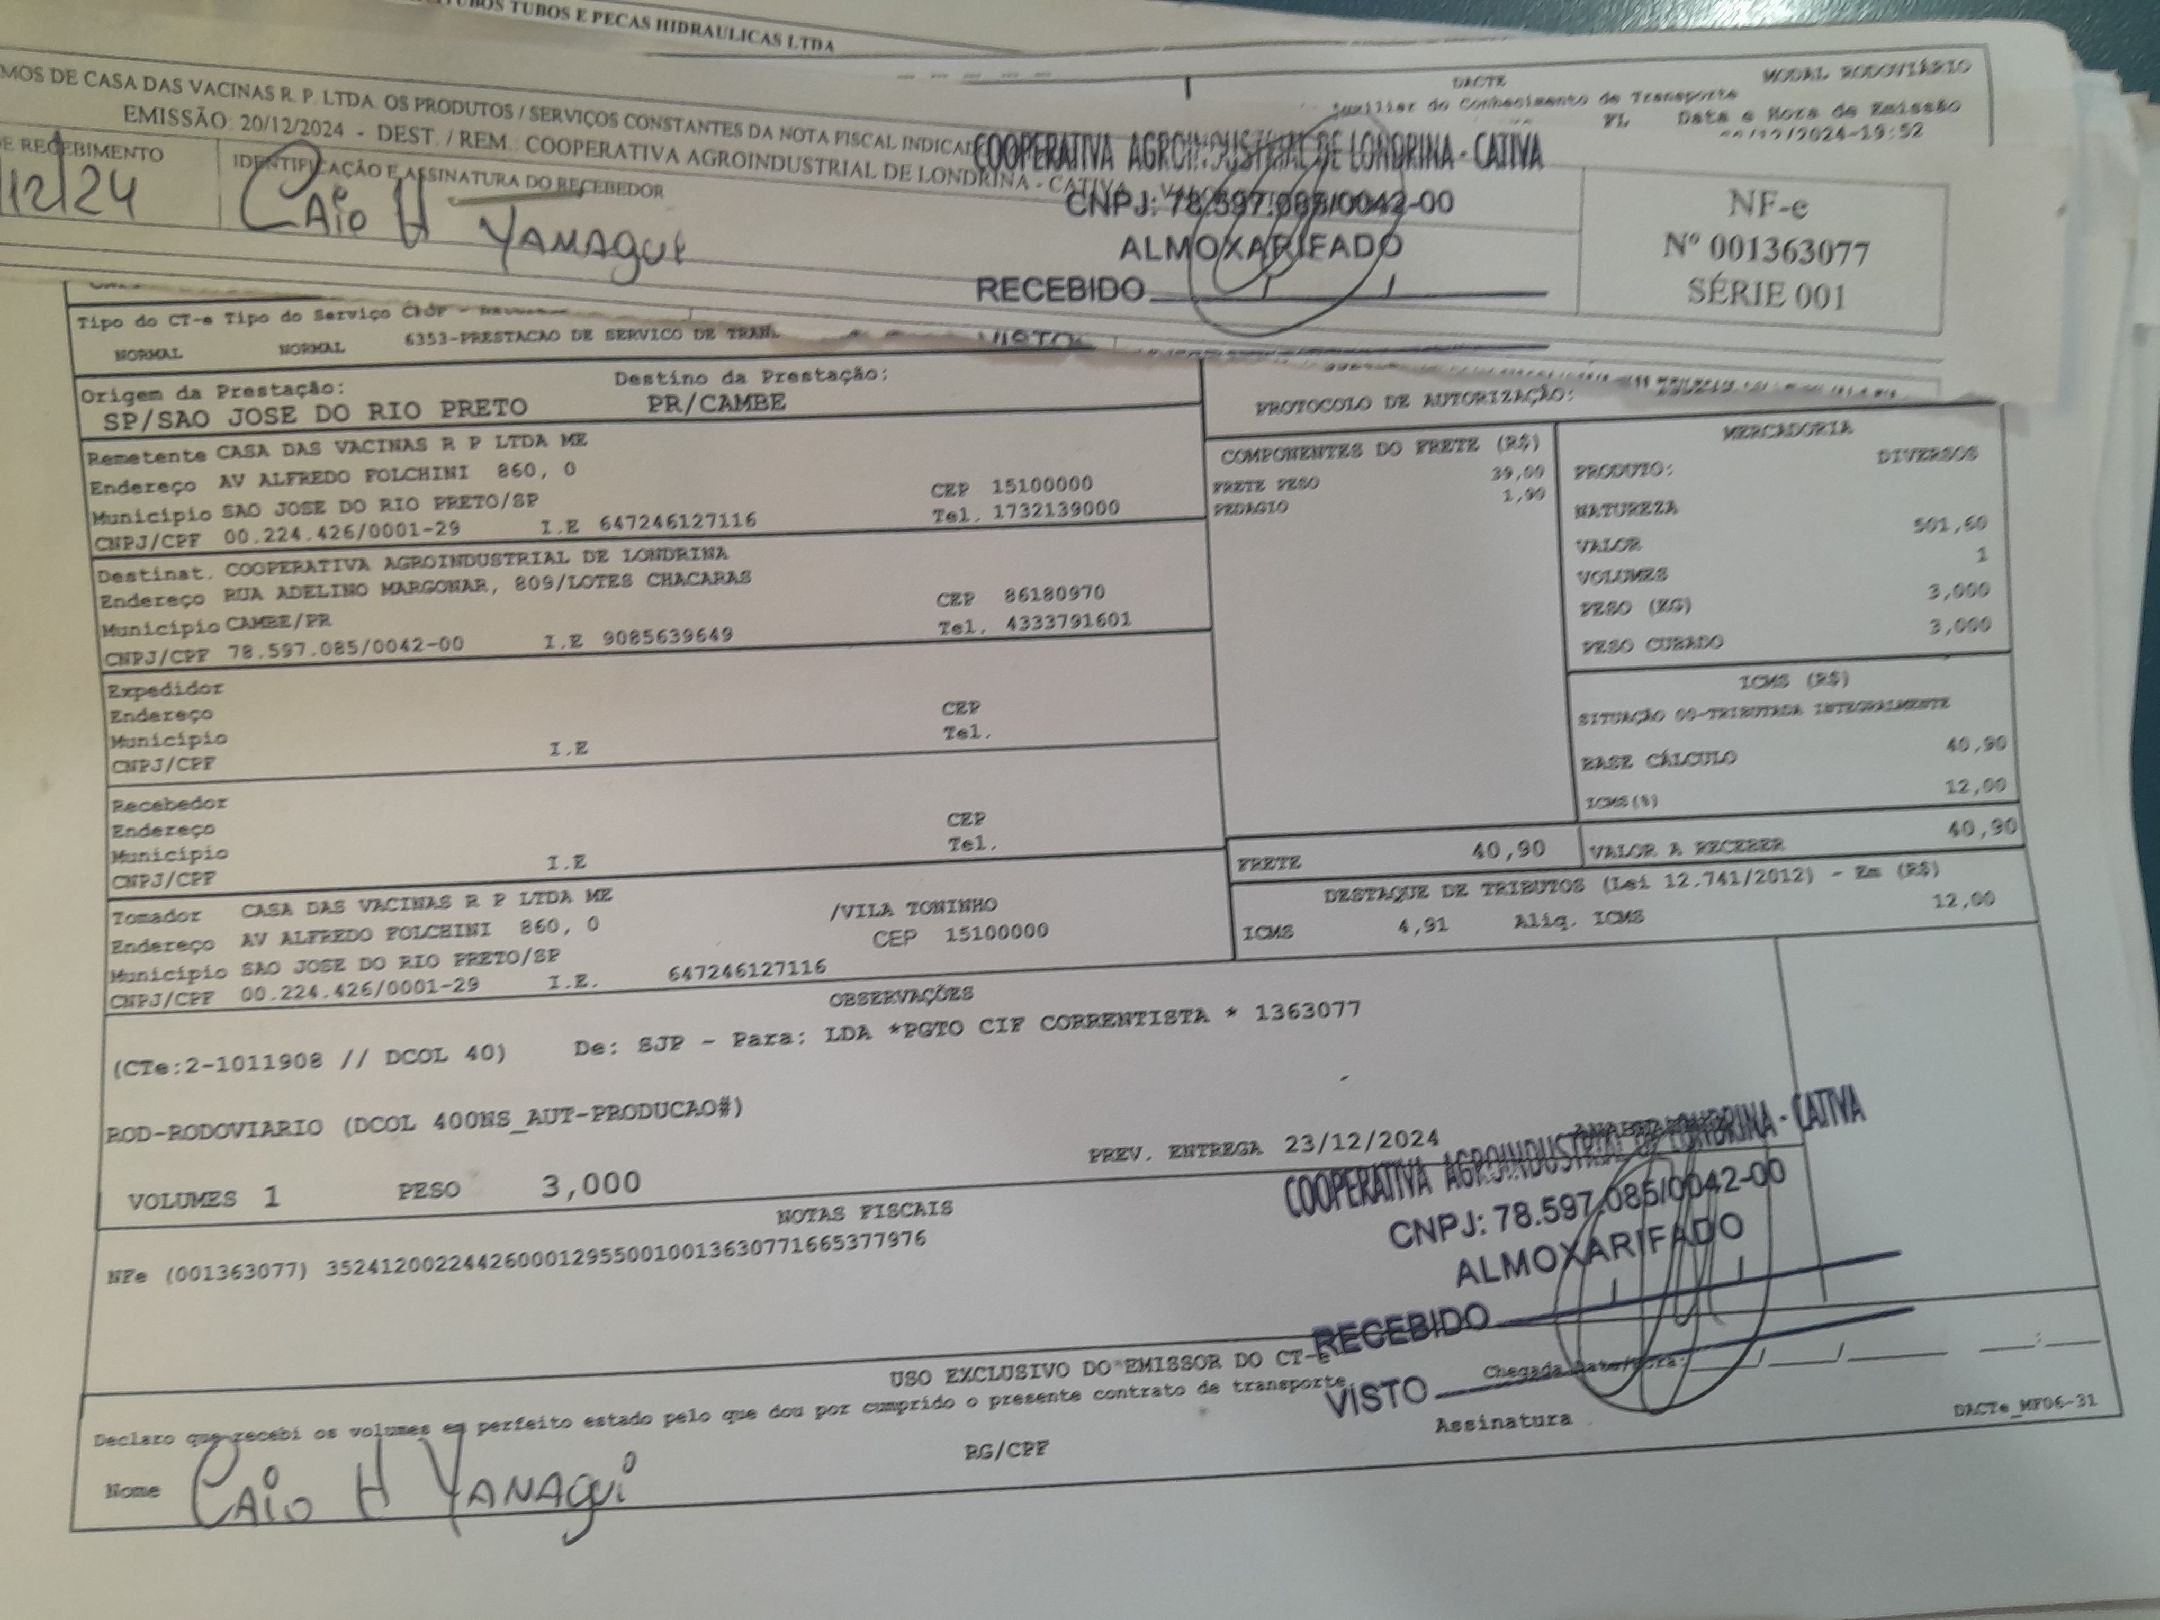 TUBOS E PECAS HIDRAULICAS LTDA
DE CASA DAS VACINAS R. P. LTDA. OS PRODUTOS / SERVIÇOS CONSTANTES DA NOTA FISCAL
EMISSÃO: 20/12/2024 - DEST. / REM.: COOPERATIVA AGROINDUSTRIAL DE LONDRINA - CATIVA
RECEBIMENTO
12/24
IDENTIFICAÇÃO E ASSINATURA DO RECEBEDOR
Caio H Yanagui
COOPERATIVA AGROINDUSTRIAL DE LONDRINA - CATIVA
CNPJ: 78.597.085/0042-00
ALMOXARIFADO
RECEBIDO / /
VISTO
DACTE
MODAL RODOVIÁRIO
Auxiliar do Conhecimento de Transporte
FL Data e Hora de Emissão
/12/2024-19:52
NF-e
Nº 001363077
SÉRIE 001
Tipo do CT-e Tipo do Serviço
NORMAL NORMAL 6353-PRESTACAO DE SERVICO DE
Origem da Prestação: Destino da Prestação:
SP/SAO JOSE DO RIO PRETO PR/CAMBE
Remetente CASA DAS VACINAS R P LTDA ME
Endereço AV ALFREDO FOLCHINI 860, 0
Município SAO JOSE DO RIO PRETO/SP CEP 15100000
CNPJ/CPF 00.224.426/0001-29 I.E 647246127116 Tel. 1732139000
Destinat. COOPERATIVA AGROINDUSTRIAL DE LONDRINA
Endereço RUA ADELINO MARGONAR, 809/LOTES CHACARAS
Município CAMBE/PR CEP 86180970
CNPJ/CPF 78.597.085/0042-00 I.E 9085639649 Tel. 4333791601
Expedidor
Endereço
Município CEP
CNPJ/CPF I.E Tel.
Recebedor
Endereço
Município CEP
CNPJ/CPF I.E Tel.
Tomador CASA DAS VACINAS R P LTDA ME
Endereço AV ALFREDO FOLCHINI 860, 0 /VILA TONINHO
Município SAO JOSE DO RIO PRETO/SP CEP 15100000
CNPJ/CPF 00.224.426/0001-29 I.E. 647246127116
PROTOCOLO DE AUTORIZAÇÃO:
COMPONENTES DO FRETE (R$)
FRETE PESO 39,00
PEDAGIO 1,90
MERCADORIA
PRODUTO: DIVERSOS
NATUREZA
VALOR 501,60
VOLUMES 1
PESO (KG) 3,000
PESO CUBADO 3,000
ICMS (R$)
SITUAÇÃO 00-TRIBUTADA INTEGRALMENTE
BASE CÁLCULO 40,90
ICMS(%) 12,00
FRETE 40,90
VALOR A RECEBER 40,90
DESTAQUE DE TRIBUTOS (Lei 12.741/2012) - Em (R$)
ICMS 4,91 Aliq. ICMS 12,00
OBSERVAÇÕES
(CTe:2-1011908 // DCOL 40) De: SJP - Para: LDA *PGTO CIF CORRENTISTA * 1363077
ROD-RODOVIARIO (DCOL 400NS_AUT-PRODUCAO#)
PREV. ENTREGA 23/12/2024
VOLUMES 1 PESO 3,000
NOTAS FISCAIS
NFe (001363077) 35241200224426000129550010013630771665377976
COOPERATIVA AGROINDUSTRIAL DE LONDRINA - CATIVA
CNPJ: 78.597.085/0042-00
ALMOXARIFADO
RECEBIDO / /
VISTO
USO EXCLUSIVO DO EMISSOR DO CT-e
Declaro que recebi os volumes em perfeito estado pelo que dou por cumprido o presente contrato de transporte.
Chegada Data/Hora: / / :
Nome Caio H Yanagui RG/CPF Assinatura
DACTe_MF06-31